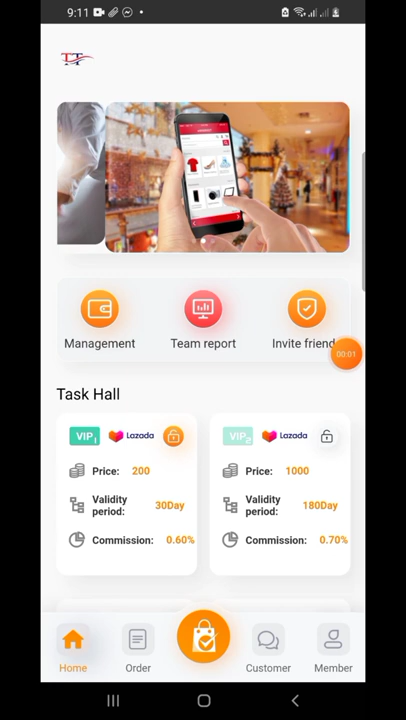 9:11
TT
Management
Team report
Invite friend
00:01
Task Hall
VIP1
Lazada
VIP2
Lazada
Price: 200
Price: 1000
Validity period: 30Day
Validity period: 180Day
Commission: 0.60%
Commission: 0.70%
Home
Order
Customer
Member